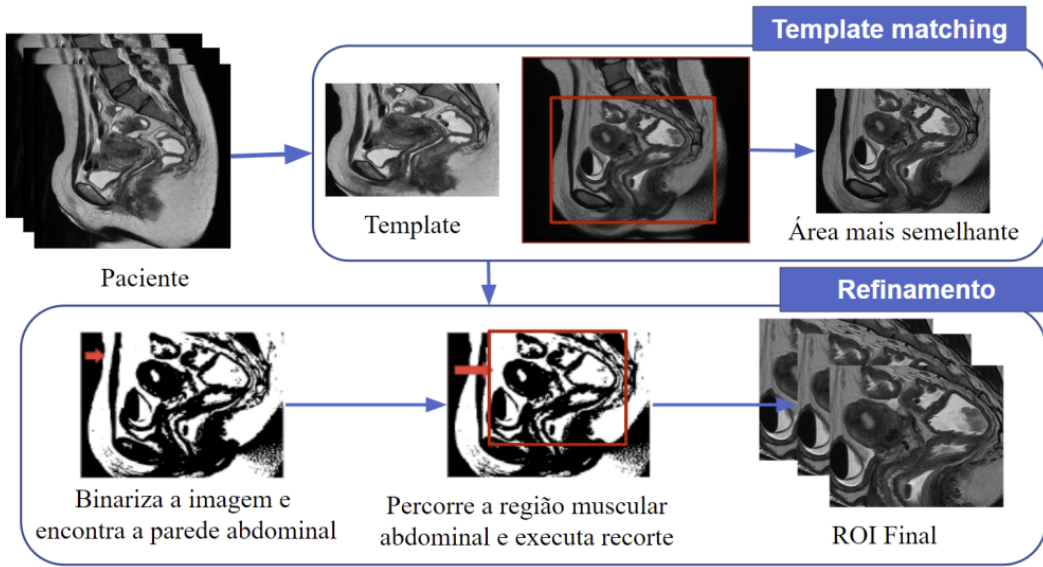 Template matching
Paciente
Template
Área mais semelhante
Refinamento
Binariza a imagem e
encontra a parede abdominal
Percorre a região muscular
abdominal e executa recorte
ROI Final